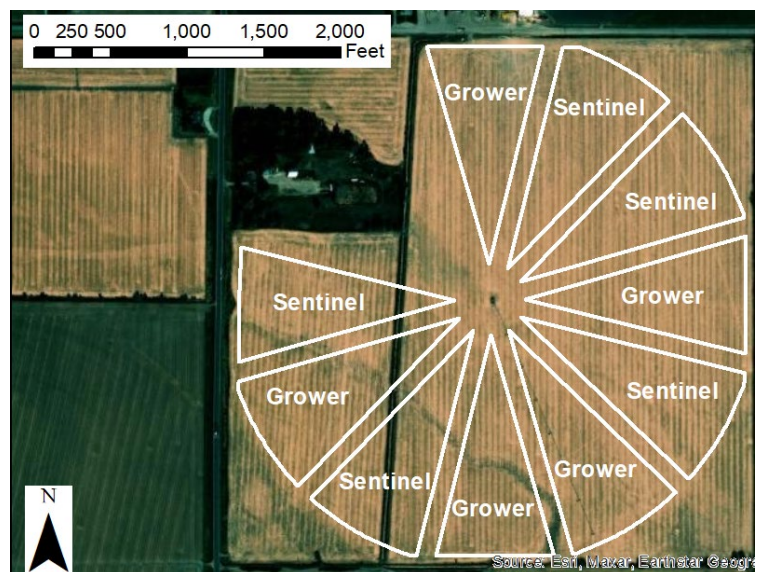 0 250 500 1,000 1,500 2,000
Feet
Grower
Sentinel
Sentinel
Sentinel
Grower
Grower
Sentinel
Grower
Sentinel
Grower
N
Source: Esri, Maxar, Earthstar Geogra